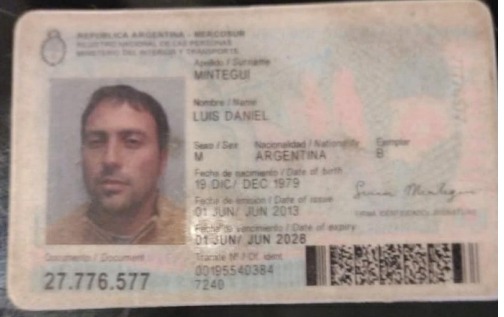 REPUBLICA ARGENTINA - MERCOSUR
REGISTRO NACIONAL DE LAS PERSONAS
MINISTERIO DEL INTERIOR Y TRANSPORTE
Apellido / Surname
MINTEGUI
Nombre / Name
LUIS DANIEL
Sexo / Sex Nacionalidad / Nationality Ejemplar
M ARGENTINA B
Fecha de nacimiento / Date of birth
19 DIC/ DEC 1979
Fecha de emisión / Date of issue
01 JUN/ JUN 2013
FIRMA IDENTIFICADO / SIGNATURE
Fecha de vencimiento / Date of expiry
01 JUN/ JUN 2028
Documento / Document Trámite Nº / Of. ident.
27.776.577 00195540384
7240